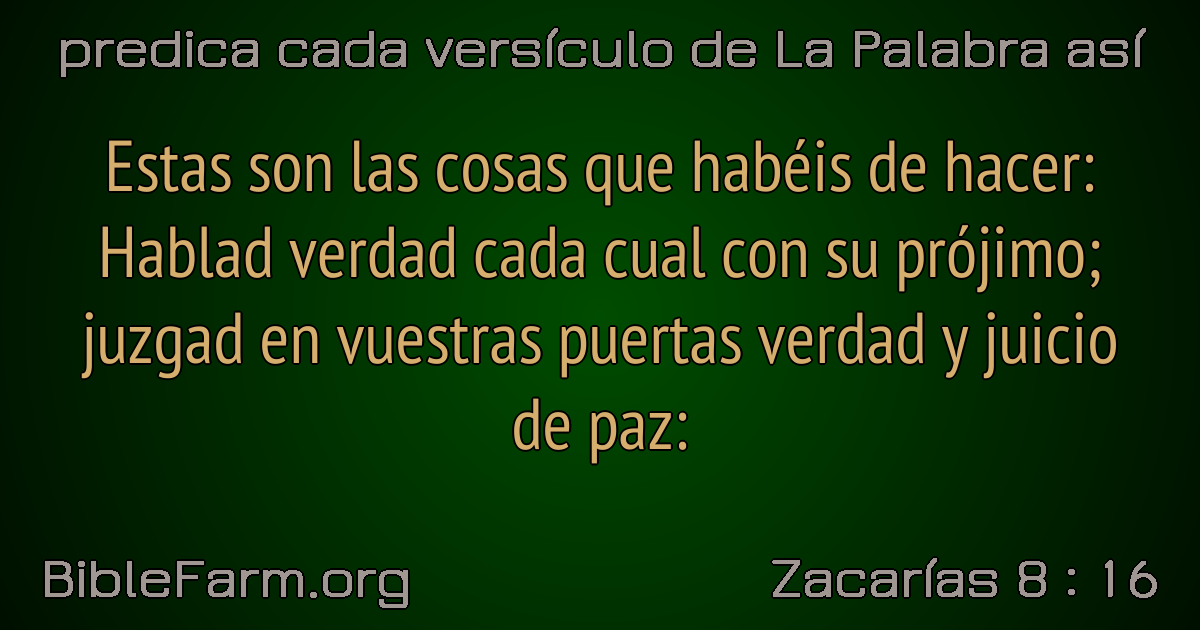 predica cada versículo de La Palabra así
Estas son las cosas que habéis de hacer:
Hablad verdad cada cual con su prójimo;
juzgad en vuestras puertas verdad y juicio
de paz:
BibleFarm.org
Zacarías 8 : 16